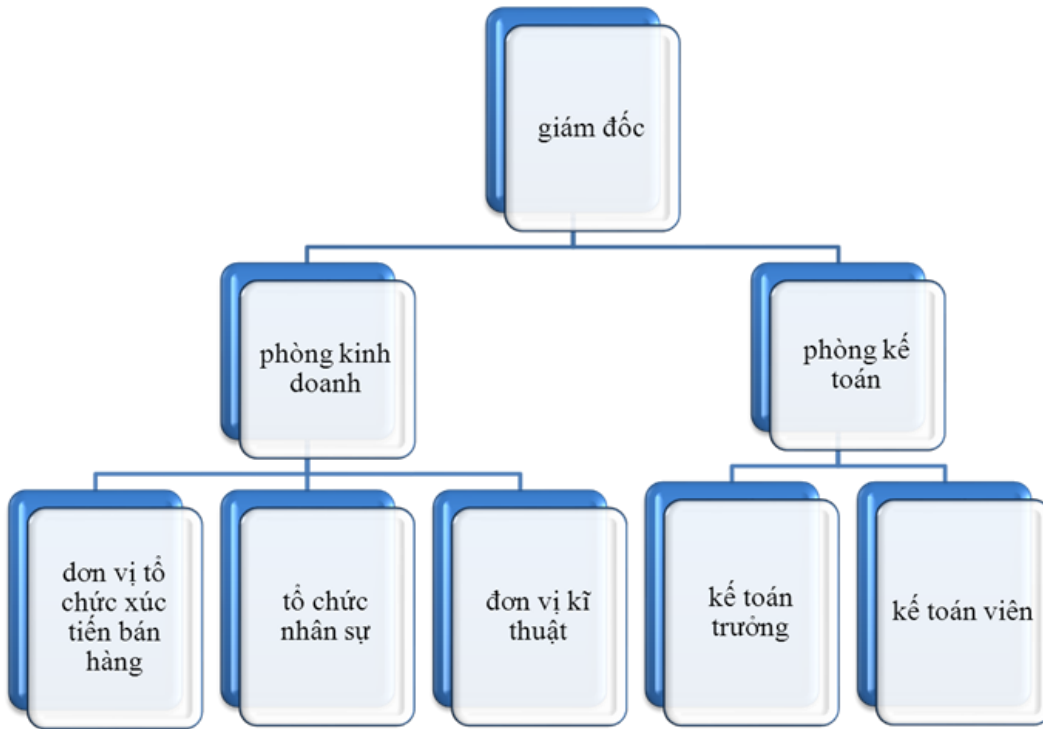 giám đốc
phòng kinh
doanh
phòng kế
toán
đơn vị tổ
chức xúc
tiến bán
hàng
tổ chức
nhân sự
đơn vị kĩ
thuật
kế toán
trưởng
kế toán viên